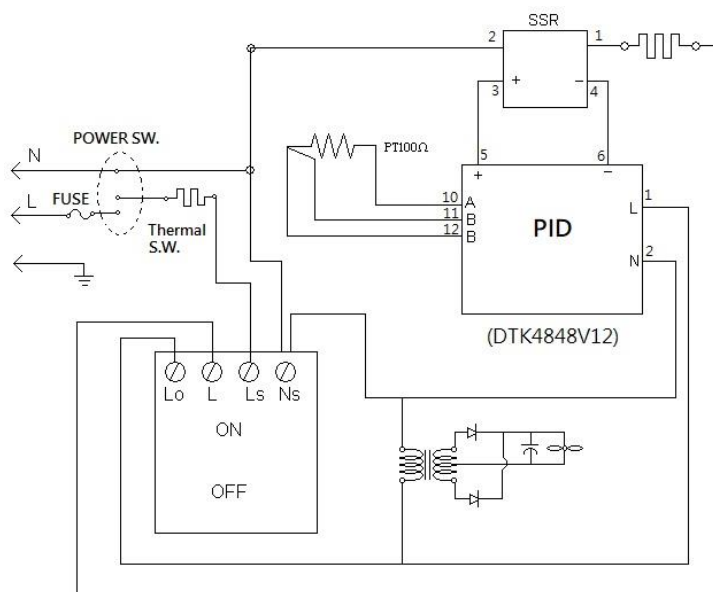 SSR
2
1
+
−
3
4
POWER SW.
N
L
FUSE
Thermal
S.W.
PT100Ω
5
6
+
−
10 A
11 B
12 B
PID
L 1
N 2
(DTK4848V12)
Lo L Ls Ns
ON
OFF